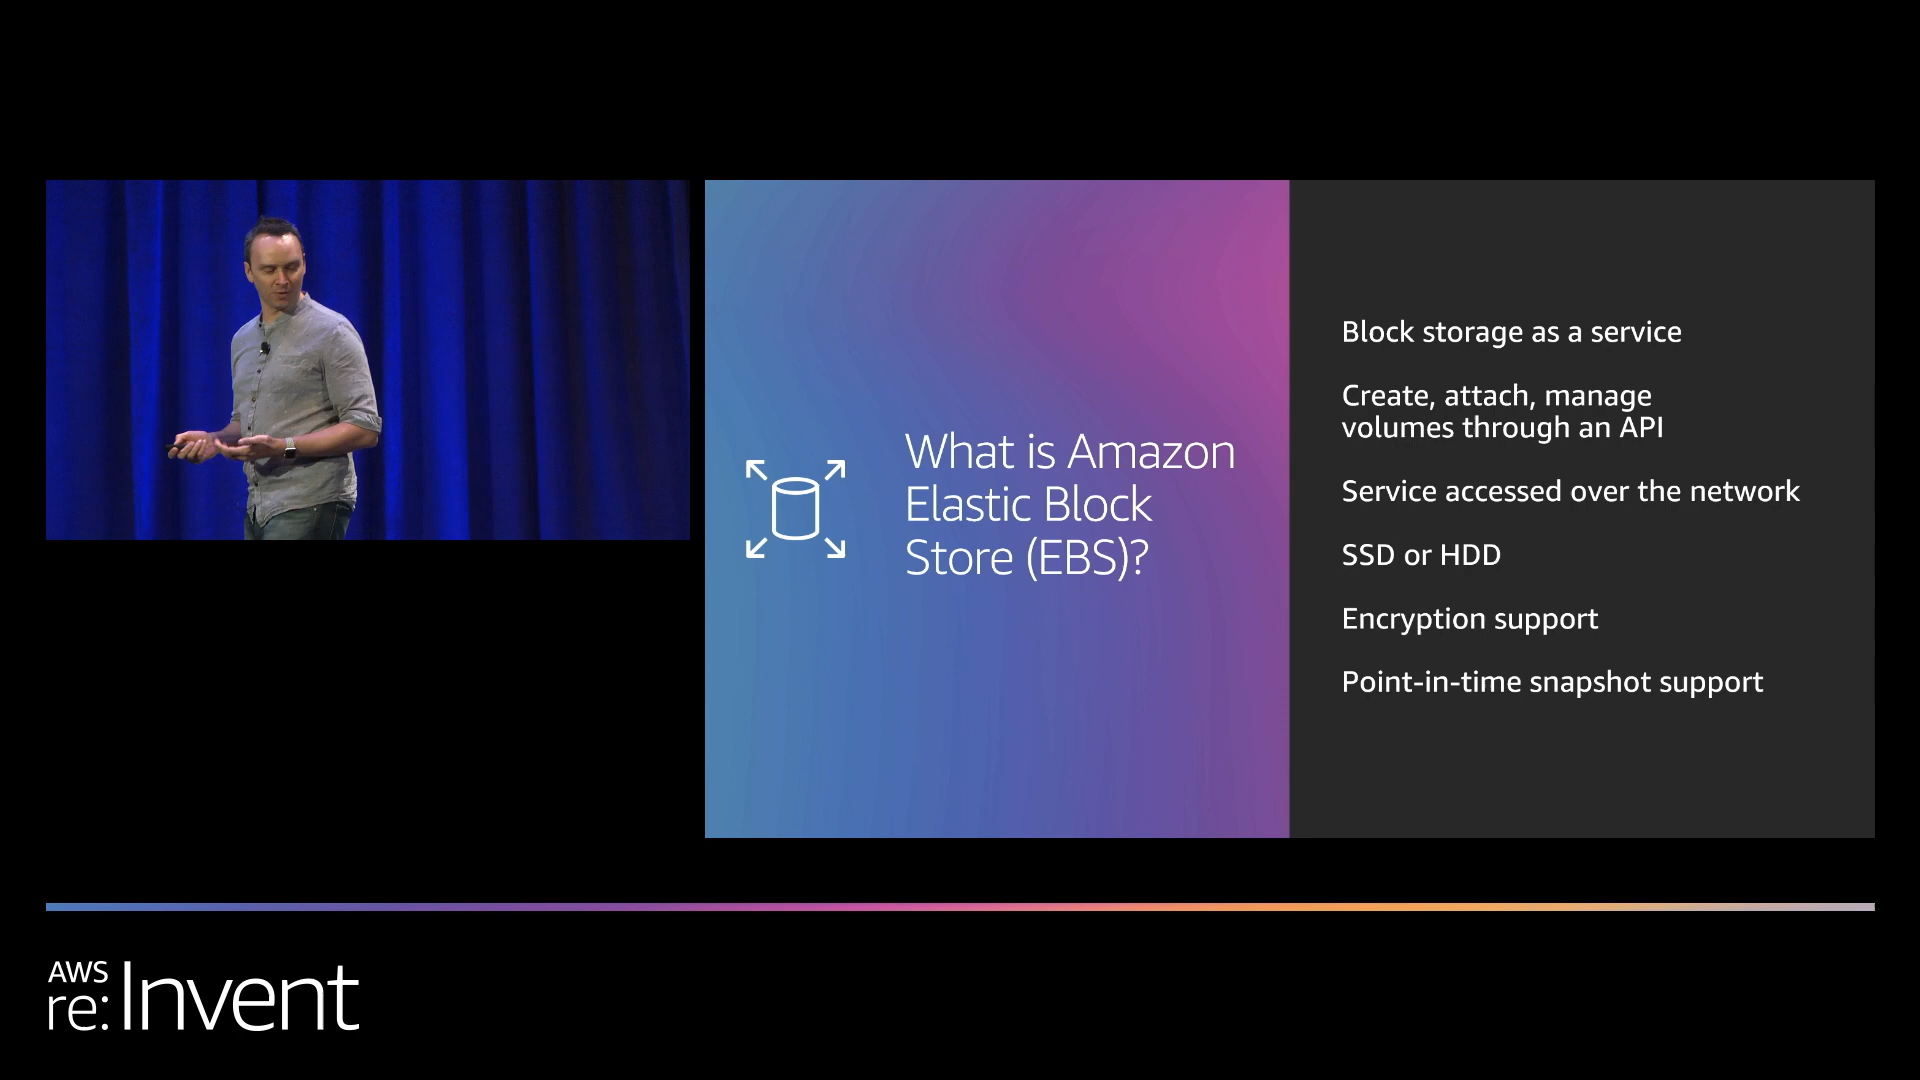 What is Amazon
Elastic Block
Store (EBS)?
Block storage as a service
Create, attach, manage
volumes through an API
Service accessed over the network
SSD or HDD
Encryption support
Point-in-time snapshot support
AWS
re:Invent